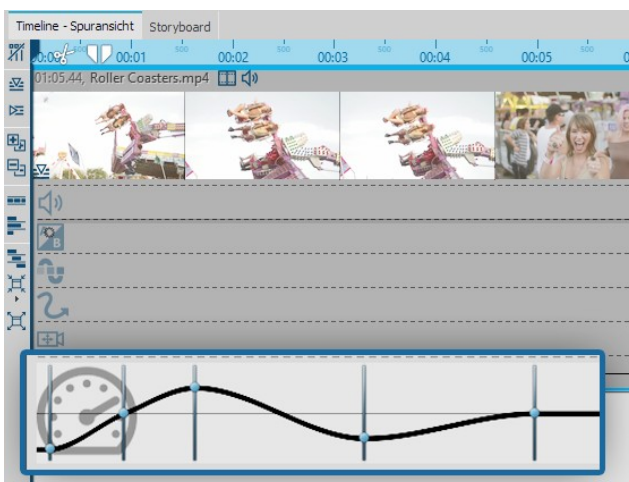 Timeline - Spuransicht Storyboard
500 500 500 500 500 500
00:01 00:02 00:03 00:04 00:05 0
01:05.44, Roller Coasters.mp4
A
B